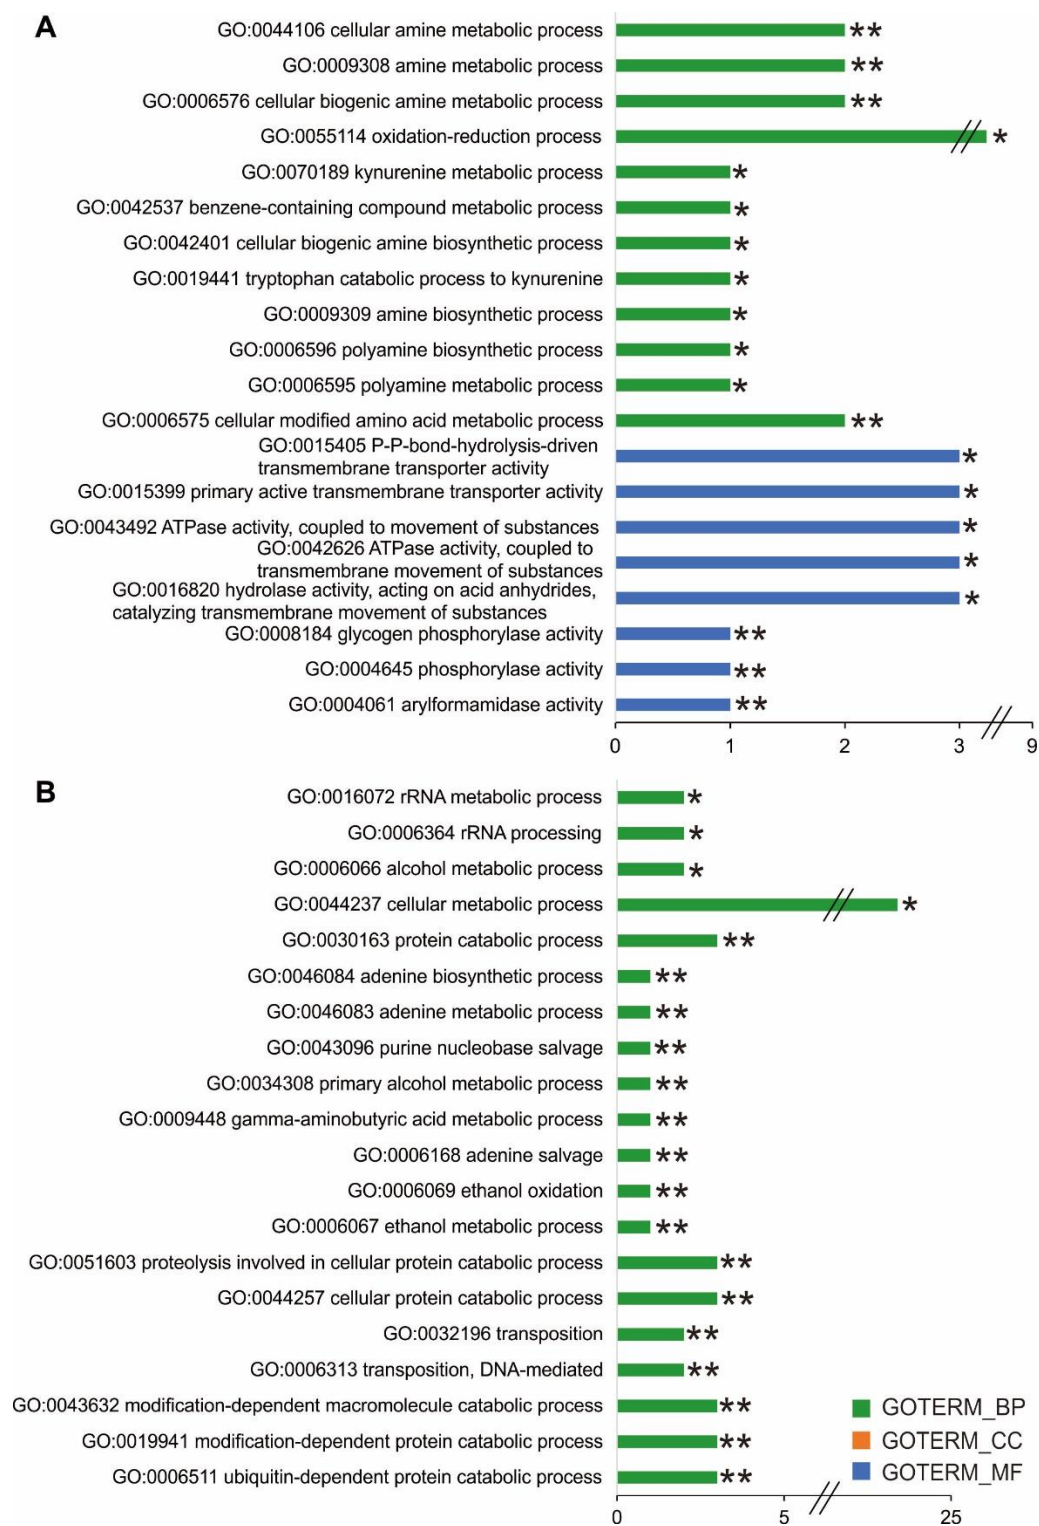 A
GO:0044106 cellular amine metabolic process **
GO:0009308 amine metabolic process **
GO:0006576 cellular biogenic amine metabolic process **
GO:0055114 oxidation-reduction process *
GO:0070189 kynurenine metabolic process *
GO:0042537 benzene-containing compound metabolic process *
GO:0042401 cellular biogenic amine biosynthetic process *
GO:0019441 tryptophan catabolic process to kynurenine *
GO:0009309 amine biosynthetic process *
GO:0006596 polyamine biosynthetic process *
GO:0006595 polyamine metabolic process *
GO:0006575 cellular modified amino acid metabolic process **
GO:0015405 P-P-bond-hydrolysis-driven
transmembrane transporter activity *
GO:0015399 primary active transmembrane transporter activity *
GO:0043492 ATPase activity, coupled to movement of substances *
GO:0042626 ATPase activity, coupled to
transmembrane movement of substances *
GO:0016820 hydrolase activity, acting on acid anhydrides,
catalyzing transmembrane movement of substances *
GO:0008184 glycogen phosphorylase activity **
GO:0004645 phosphorylase activity **
GO:0004061 arylformamidase activity **
0 1 2 3 9
B
GO:0016072 rRNA metabolic process *
GO:0006364 rRNA processing *
GO:0006066 alcohol metabolic process *
GO:0044237 cellular metabolic process *
GO:0030163 protein catabolic process **
GO:0046084 adenine biosynthetic process **
GO:0046083 adenine metabolic process **
GO:0043096 purine nucleobase salvage **
GO:0034308 primary alcohol metabolic process **
GO:0009448 gamma-aminobutyric acid metabolic process **
GO:0006168 adenine salvage **
GO:0006069 ethanol oxidation **
GO:0006067 ethanol metabolic process **
GO:0051603 proteolysis involved in cellular protein catabolic process **
GO:0044257 cellular protein catabolic process **
GO:0032196 transposition **
GO:0006313 transposition, DNA-mediated **
GO:0043632 modification-dependent macromolecule catabolic process **
GO:0019941 modification-dependent protein catabolic process **
GO:0006511 ubiquitin-dependent protein catabolic process **
GOTERM_BP
GOTERM_CC
GOTERM_MF
0 5 25